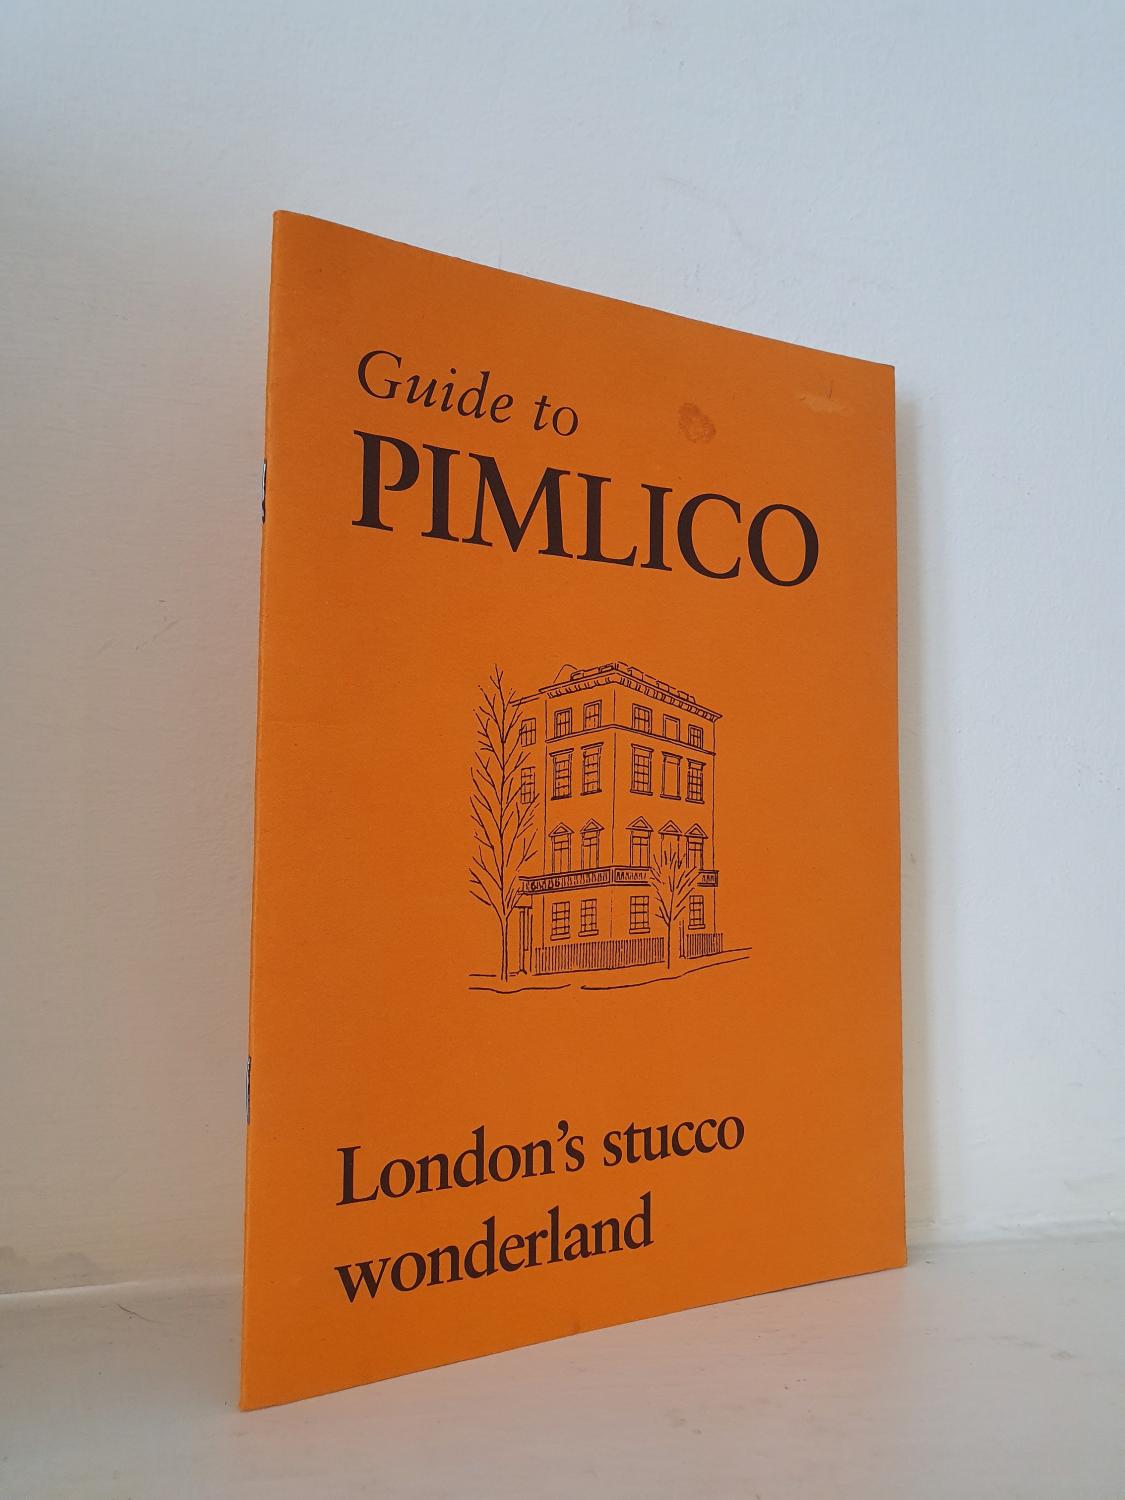 Guide to
PIMLICO
London's stucco
wonderland